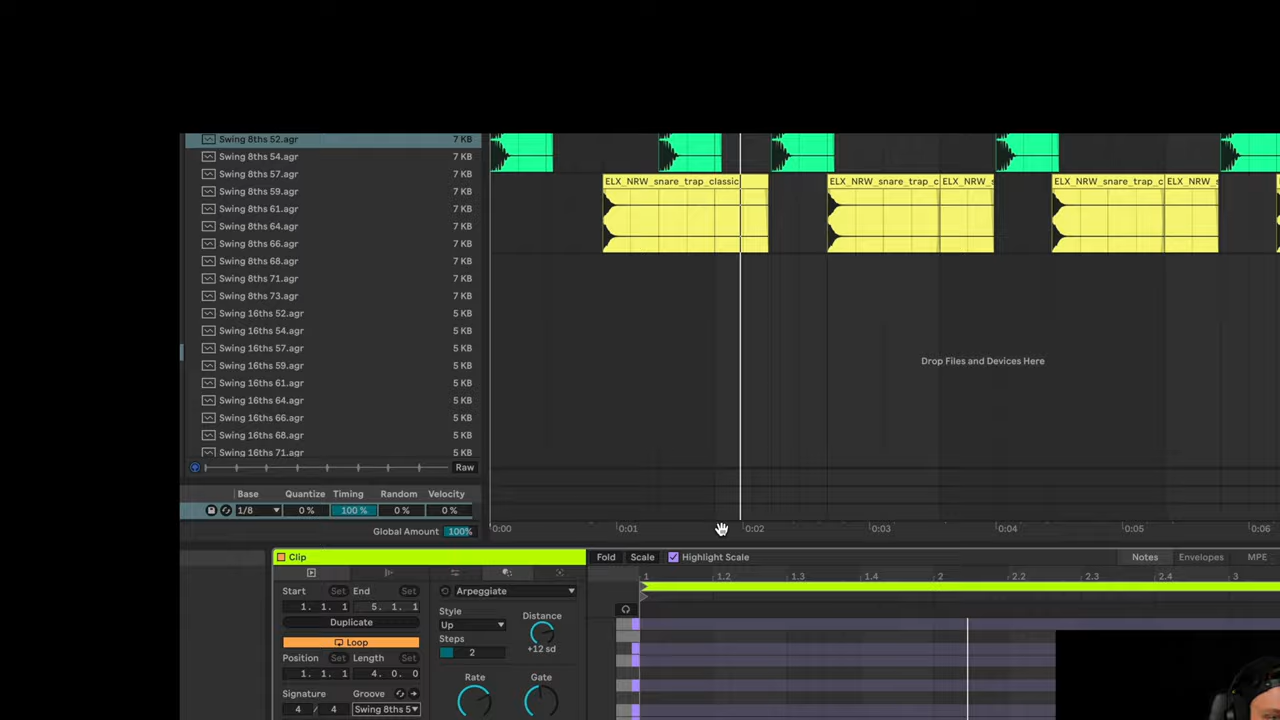 Swing 8ths 52.agr 7 KB
Swing 8ths 54.agr 7 KB
Swing 8ths 57.agr 7 KB
Swing 8ths 59.agr 7 KB
Swing 8ths 61.agr 7 KB
Swing 8ths 64.agr 7 KB
Swing 8ths 66.agr 7 KB
Swing 8ths 68.agr 7 KB
Swing 8ths 71.agr 7 KB
Swing 8ths 73.agr 7 KB
Swing 16ths 52.agr 5 KB
Swing 16ths 54.agr 5 KB
Swing 16ths 57.agr 5 KB
Swing 16ths 59.agr 5 KB
Swing 16ths 61.agr 5 KB
Swing 16ths 64.agr 5 KB
Swing 16ths 66.agr 5 KB
Swing 16ths 68.agr 5 KB
Swing 16ths 71.agr 5 KB
Raw
Base Quantize Timing Random Velocity
1/8 0 % 100 % 0 % 0 %
Global Amount 100%
ELX_NRW_snare_trap_classic ELX_NRW_snare_trap_c ELX_NRW_s ELX_NRW_snare_trap_c ELX_NRW_s
Drop Files and Devices Here
0:00 0:01 0:02 0:03 0:04 0:05 0:06
Clip
Start Set End Set
1. 1. 1 5. 1. 1
Duplicate
Loop
Position Set Length Set
1. 1. 1 4. 0. 0
Signature Groove
4 / 4 Swing 8ths 5
Arpeggiate
Style
Up
Distance
+12 sd
Steps
2
Rate Gate
Fold Scale Highlight Scale Notes Envelopes MPE
1 1.2 1.3 1.4 2 2.2 2.3 2.4 3